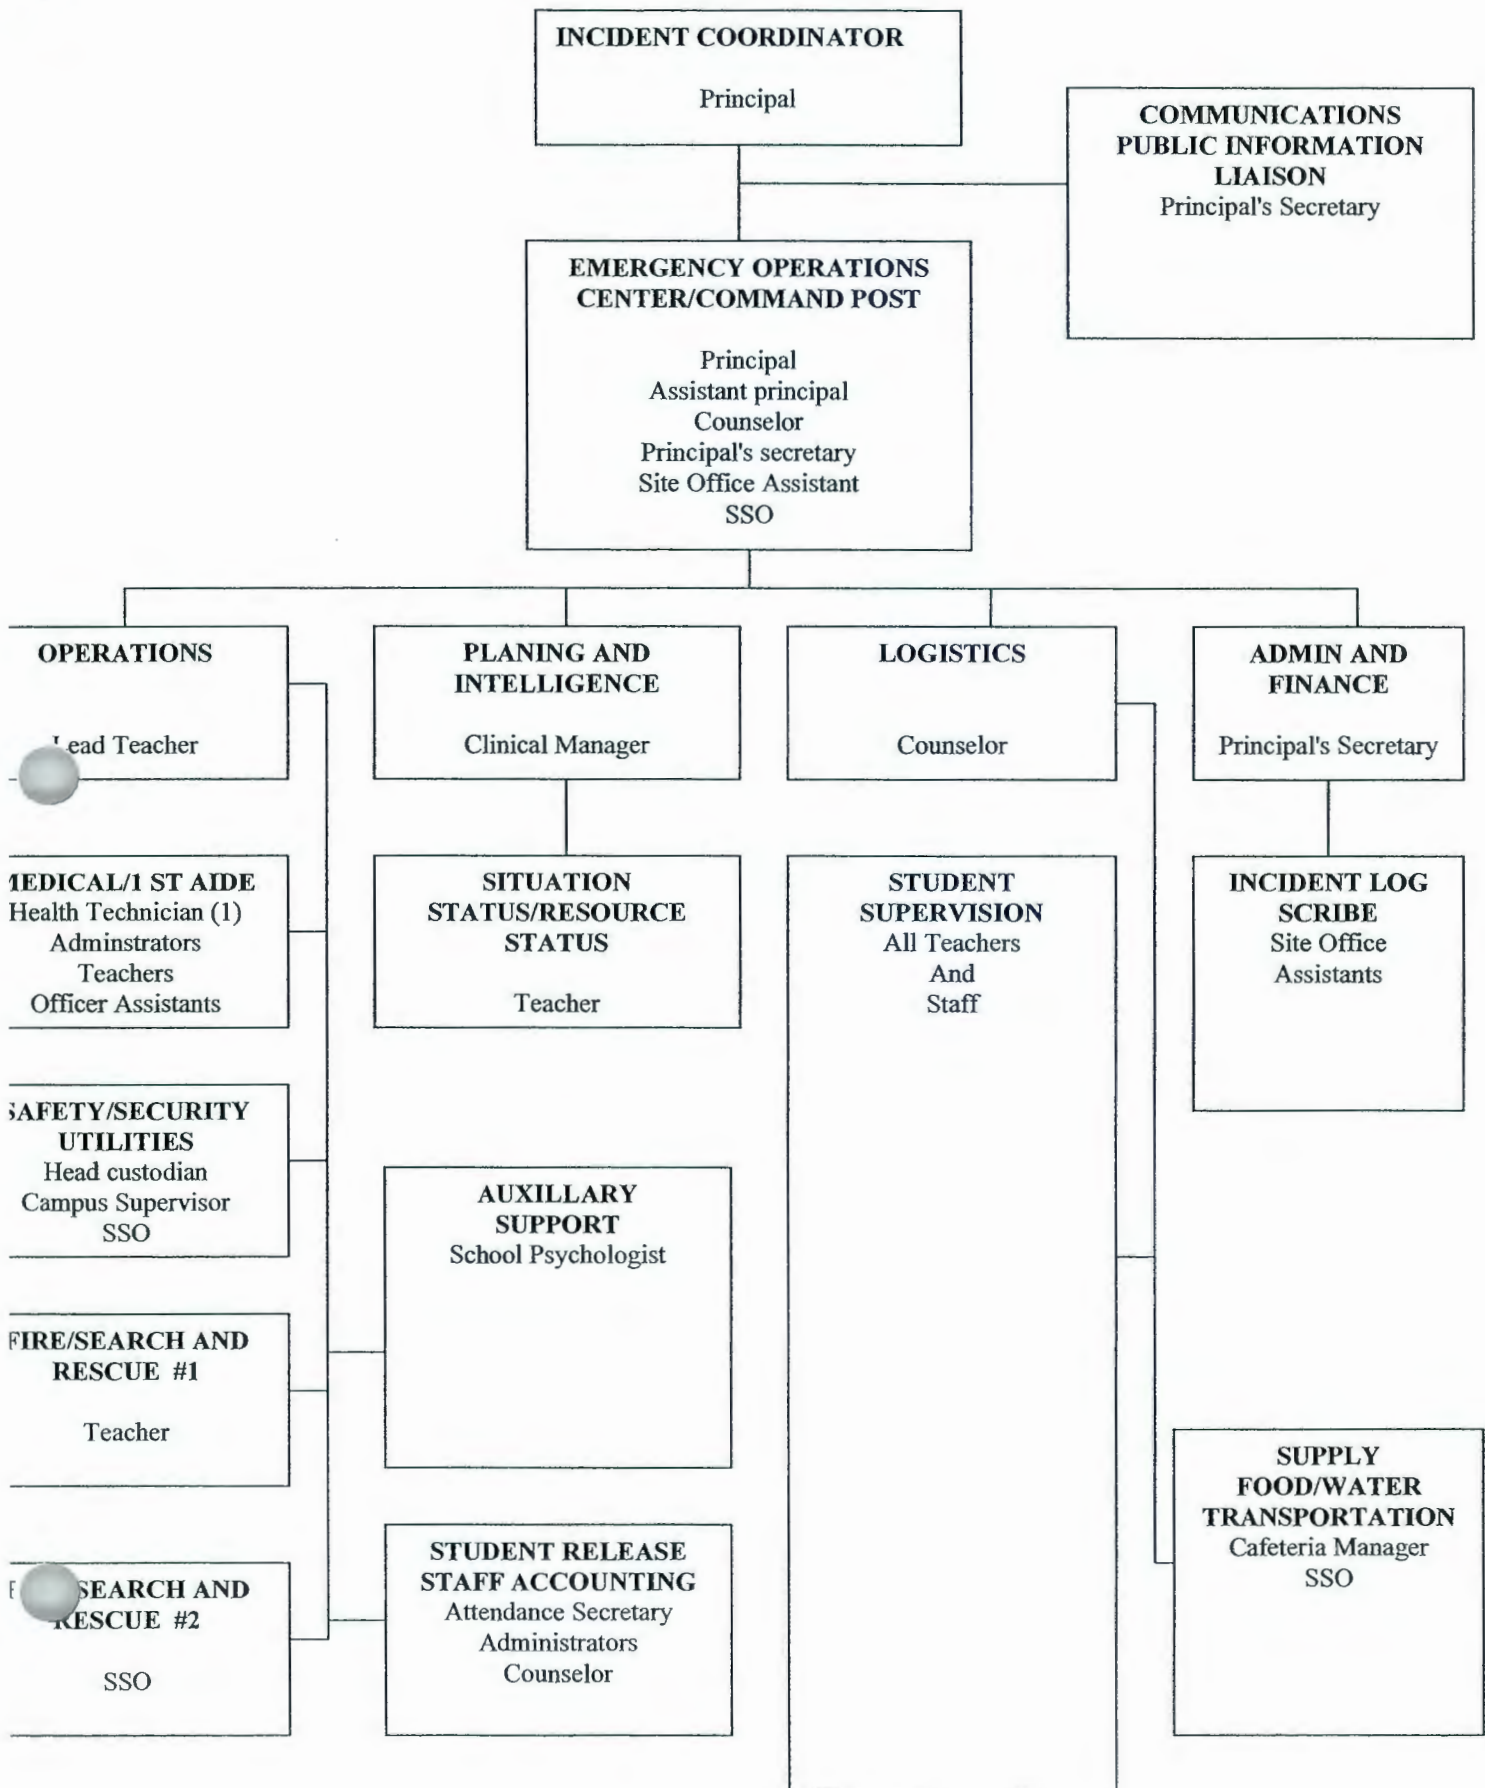 INCIDENT COORDINATOR
Principal
COMMUNICATIONS
PUBLIC INFORMATION
LIAISON
Principal's Secretary
EMERGENCY OPERATIONS
CENTER/COMMAND POST
Principal
Assistant principal
Counselor
Principal's secretary
Site Office Assistant
SSO
OPERATIONS
Lead Teacher
PLANING AND
INTELLIGENCE
Clinical Manager
LOGISTICS
Counselor
ADMIN AND
FINANCE
Principal's Secretary
MEDICAL/1 ST AIDE
Health Technician (1)
Adminstrators
Teachers
Officer Assistants
SITUATION
STATUS/RESOURCE
STATUS
Teacher
STUDENT
SUPERVISION
All Teachers
And
Staff
INCIDENT LOG
SCRIBE
Site Office
Assistants
SAFETY/SECURITY
UTILITIES
Head custodian
Campus Supervisor
SSO
AUXILLARY
SUPPORT
School Psychologist
FIRE/SEARCH AND
RESCUE #1
Teacher
SUPPLY
FOOD/WATER
TRANSPORTATION
Cafeteria Manager
SSO
SEARCH AND
RESCUE #2
SSO
STUDENT RELEASE
STAFF ACCOUNTING
Attendance Secretary
Administrators
Counselor